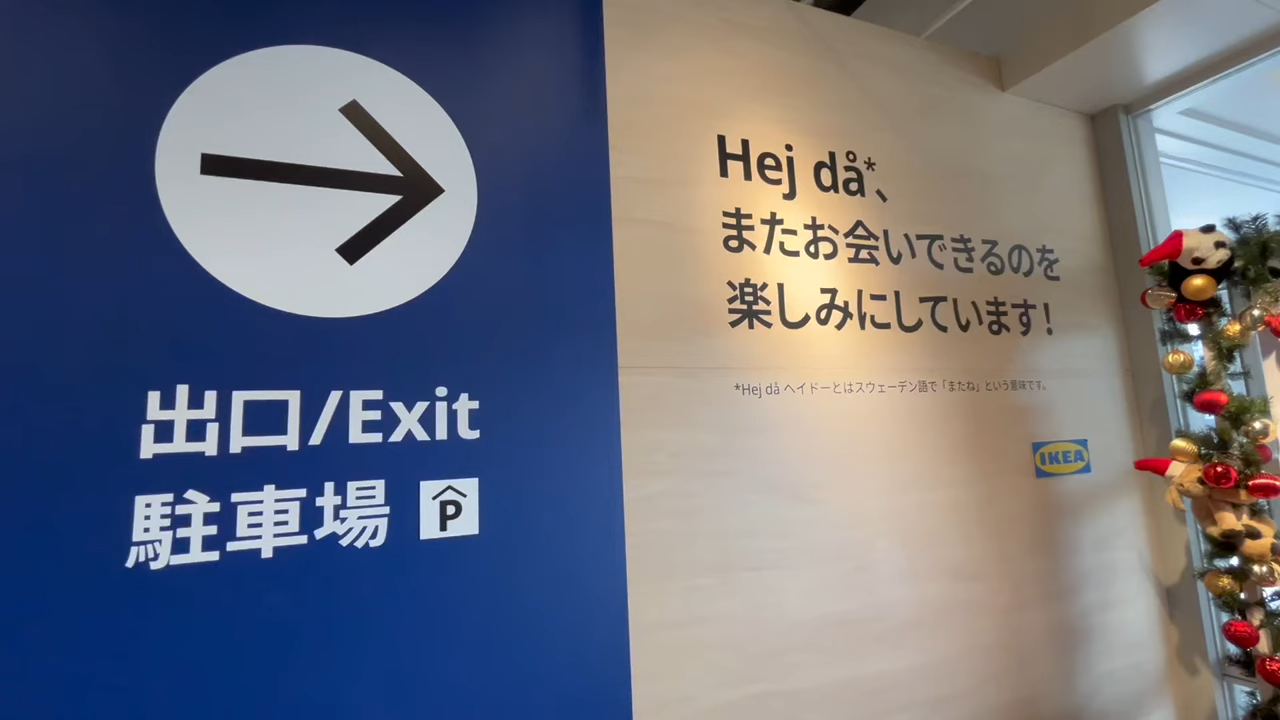 出口/Exit
駐車場 P
Hej då*、
またお会いできるのを
楽しみにしています!
*Hej då ヘイドーとはスウェーデン語で「またね」という意味です。
IKEA